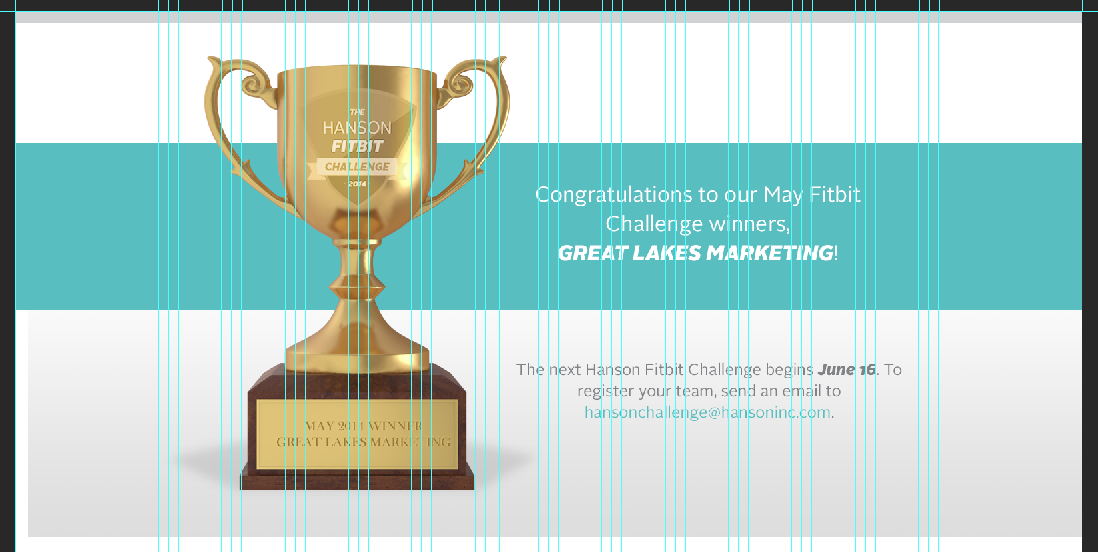 THE
HANSON
FITBIT
CHALLENGE
2014
Congratulations to our May Fitbit
Challenge winners,
GREAT LAKES MARKETING!
The next Hanson Fitbit Challenge begins June 16. To
register your team, send an email to
hansonchallenge@hansoninc.com.
MAY 2014 WINNER
GREAT LAKES MARKETING